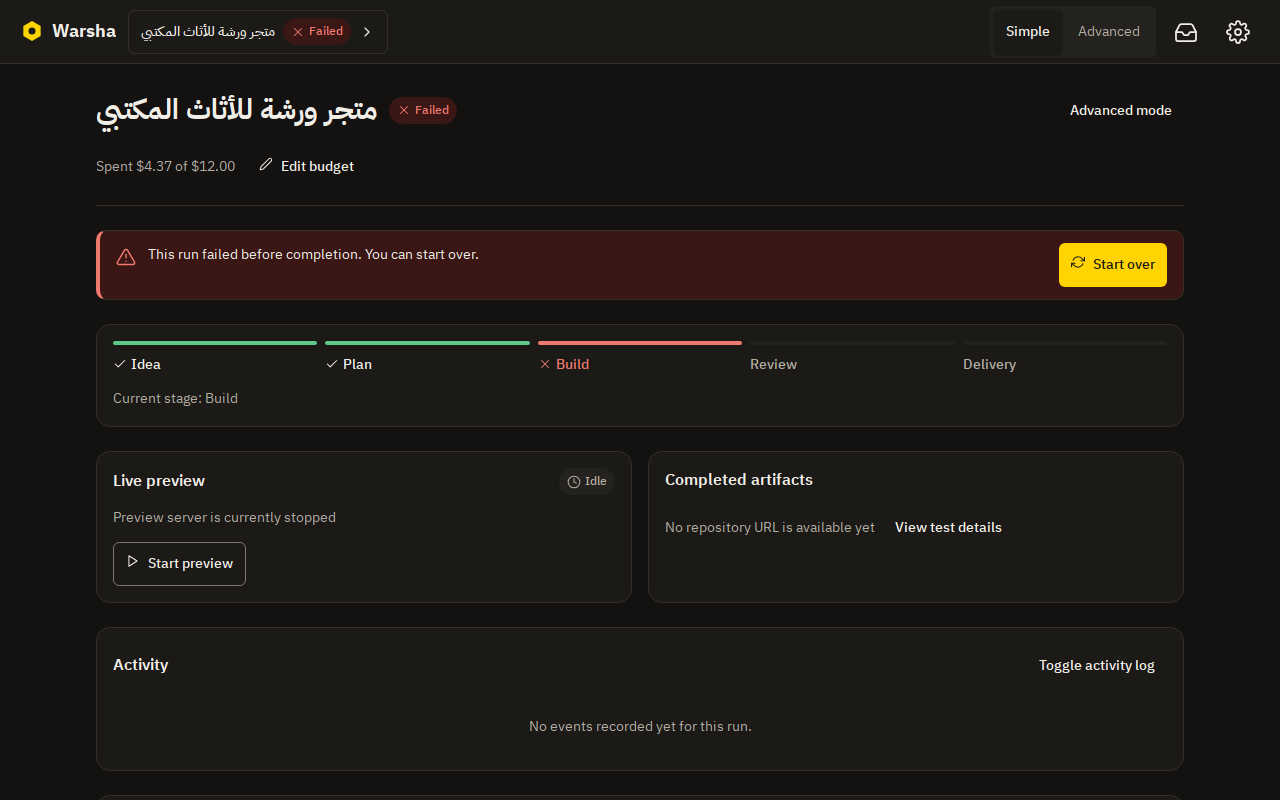 Warsha
متجر ورشة للأثاث المكتبي
Failed
Simple
Advanced
متجر ورشة للأثاث المكتبي
Failed
Advanced mode
Spent $4.37 of $12.00
Edit budget
This run failed before completion. You can start over.
Start over
Idea
Plan
Build
Review
Delivery
Current stage: Build
Live preview
Idle
Preview server is currently stopped
Start preview
Completed artifacts
No repository URL is available yet
View test details
Activity
Toggle activity log
No events recorded yet for this run.